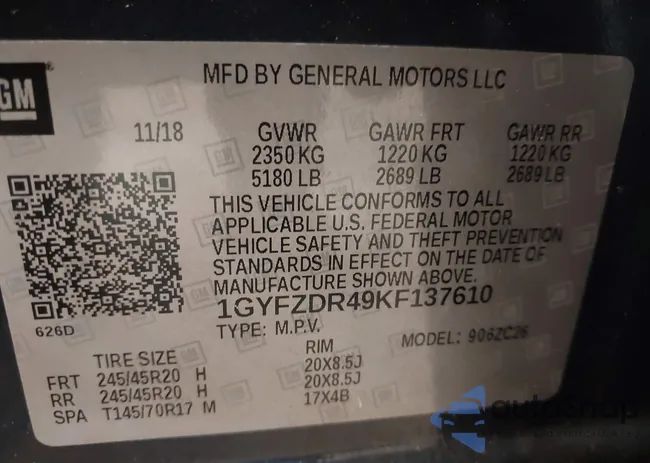 GM
MFD BY GENERAL MOTORS LLC
11/18 GVWR GAWR FRT GAWR RR
2350 KG 1220 KG 1220 KG
5180 LB 2689 LB 2689 LB
THIS VEHICLE CONFORMS TO ALL
APPLICABLE U.S. FEDERAL MOTOR
VEHICLE SAFETY AND THEFT PREVENTION
STANDARDS IN EFFECT ON THE DATE OF
MANUFACTURE SHOWN ABOVE.
1GYFZDR49KF137610
626D
TYPE: M.P.V. MODEL: 906ZC26
TIRE SIZE RIM
FRT 245/45R20 H 20X8.5J
RR 245/45R20 H 20X8.5J
SPA T145/70R17 M 17X4B